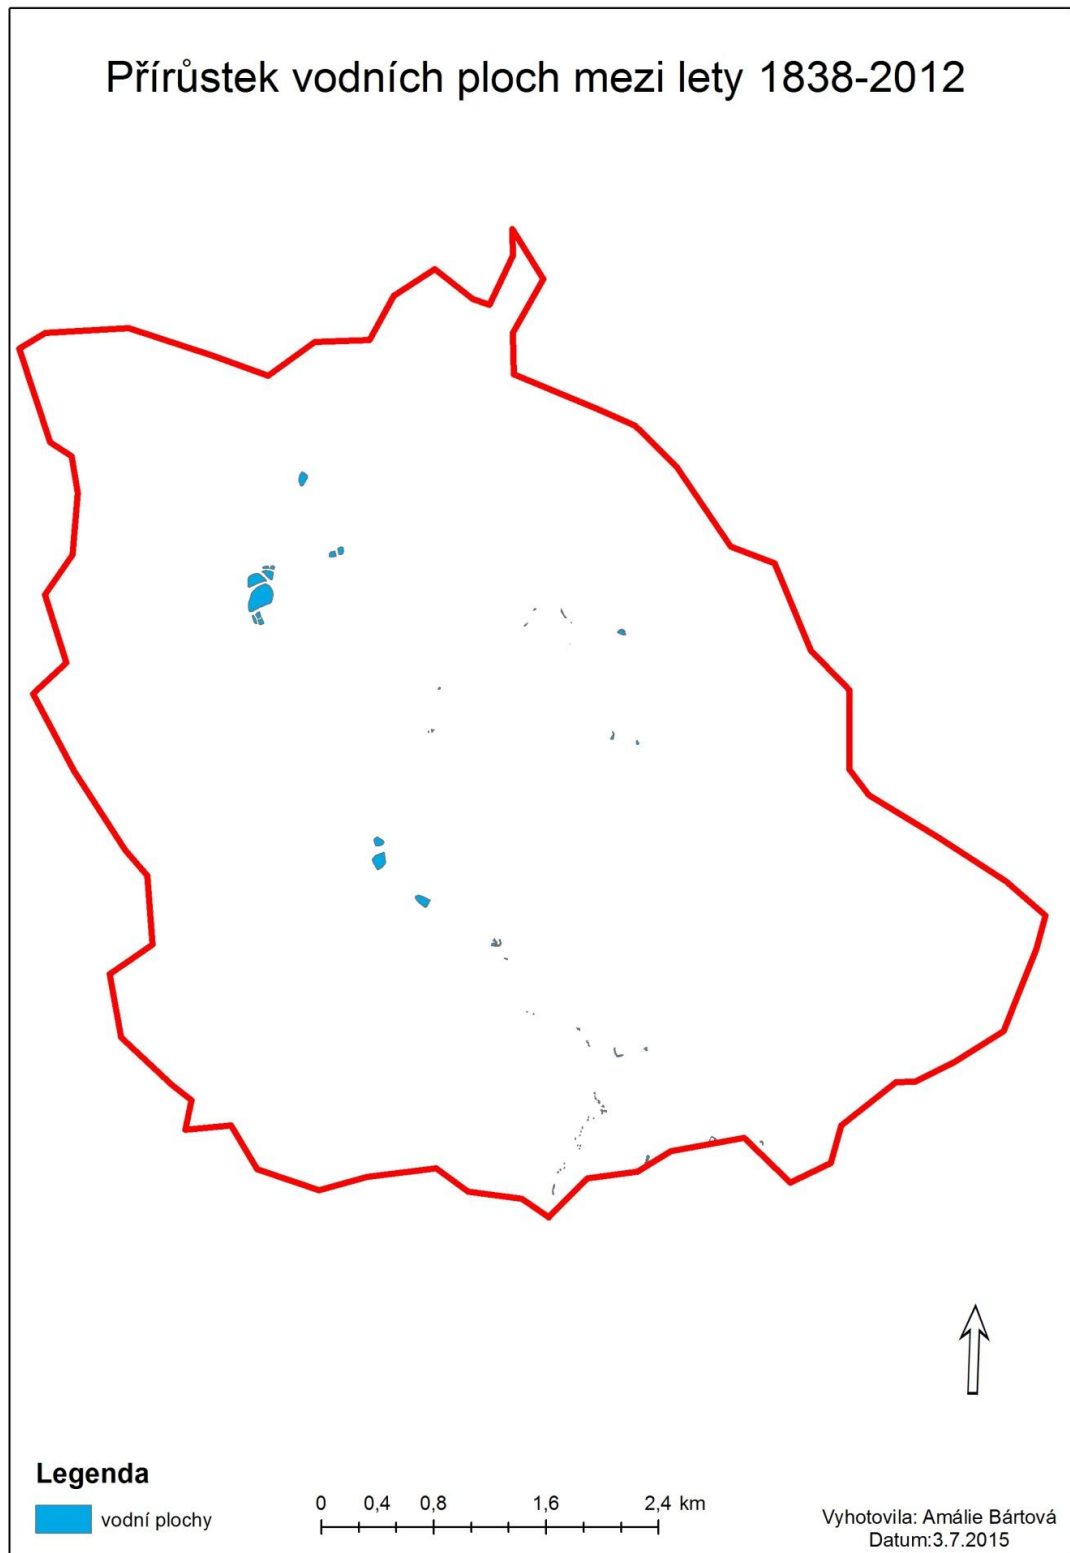 Přírůstek vodních ploch mezi lety 1838-2012
Legenda
vodní plochy
0 0,4 0,8 1,6 2,4 km
Vyhotovila: Amálie Bártová
Datum:3.7.2015